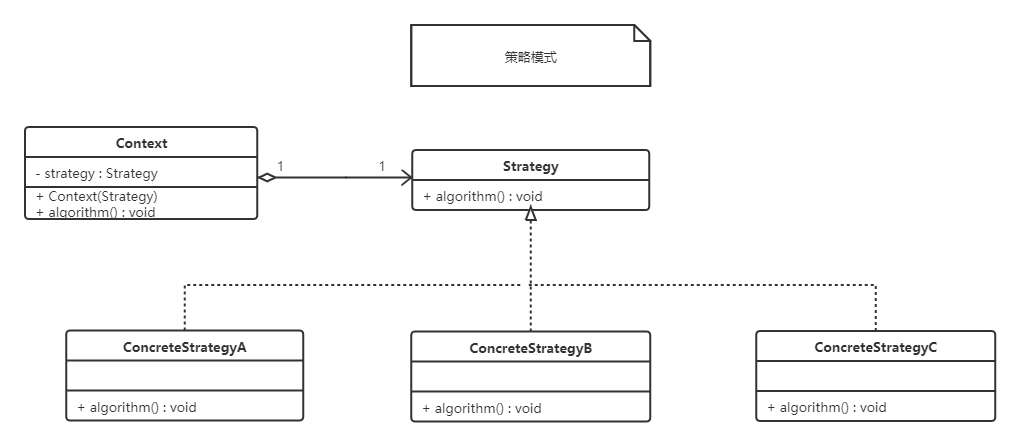 策略模式
Context
- strategy : Strategy
+ Context(Strategy)
+ algorithm() : void
1
1
Strategy
+ algorithm() : void
ConcreteStrategyA
+ algorithm() : void
ConcreteStrategyB
+ algorithm() : void
ConcreteStrategyC
+ algorithm() : void